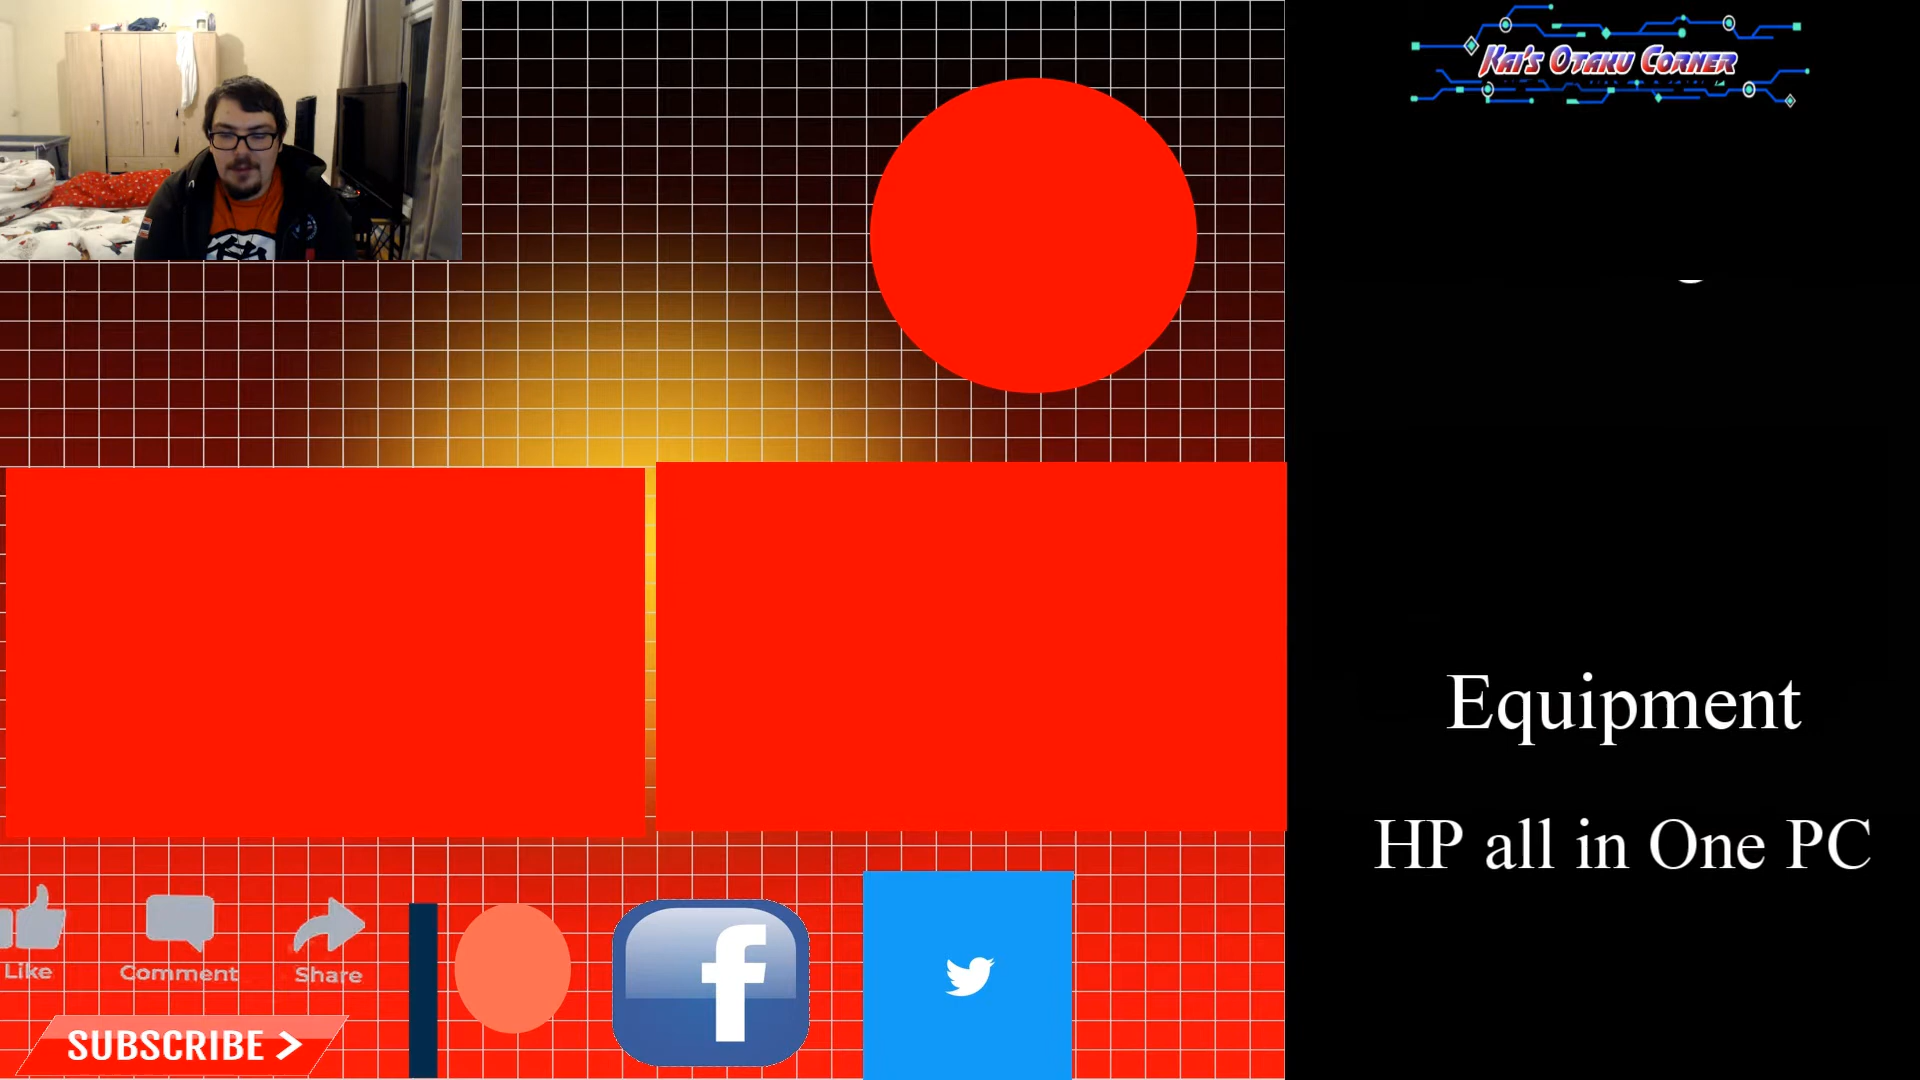 Kai's Otaku Corner
Equipment
HP all in One PC
Like
Comment
Share
SUBSCRIBE >